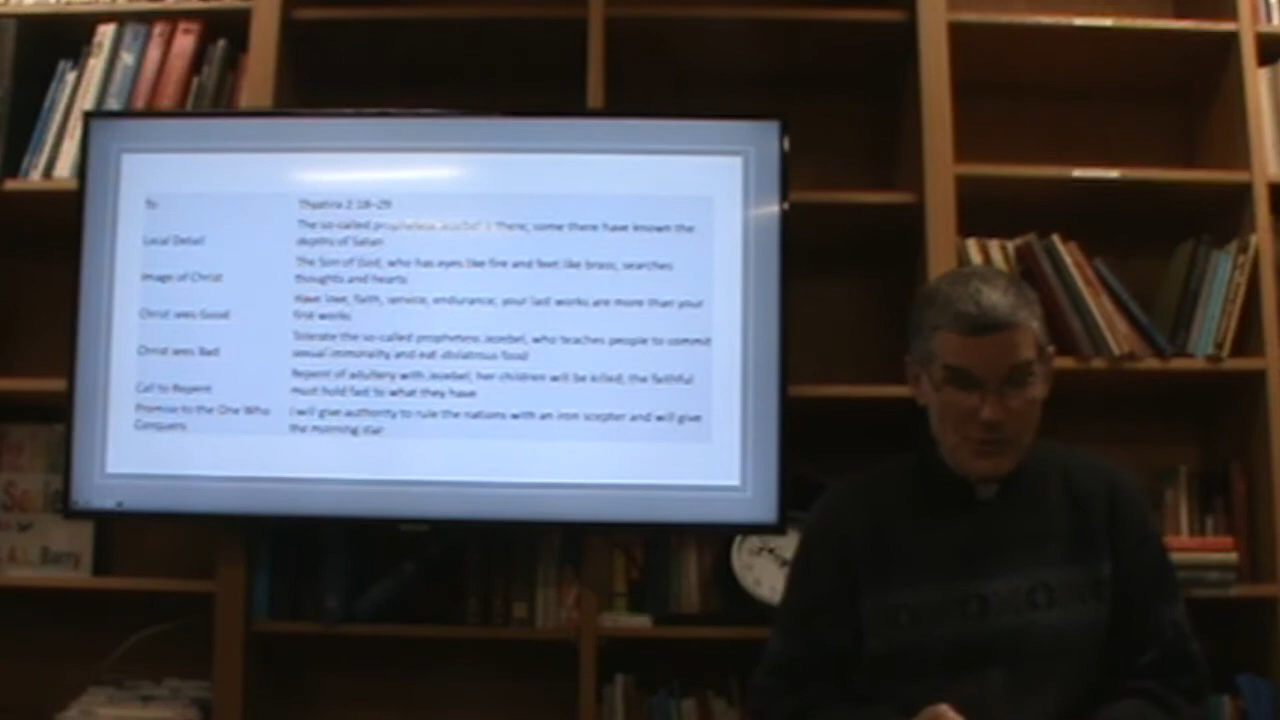 To Thyatira 2:18–29
The so-called prophetess Jezebel is there; some there have known the
Local Detail depths of Satan
The Son of God, who has eyes like fire and feet like brass, searches
Image of Christ thoughts and hearts
Have love, faith, service, endurance; your last works are more than your
Christ sees Good first works
Tolerate the so-called prophetess Jezebel, who teaches people to commit
Christ sees Bad sexual immorality and eat idolatrous food
Repent of adultery with Jezebel; her children will be killed; the faithful
Call to Repent must hold fast to what they have
Promise to the One Who I will give authority to rule the nations with an iron scepter and will give
Conquers the morning star
Barry